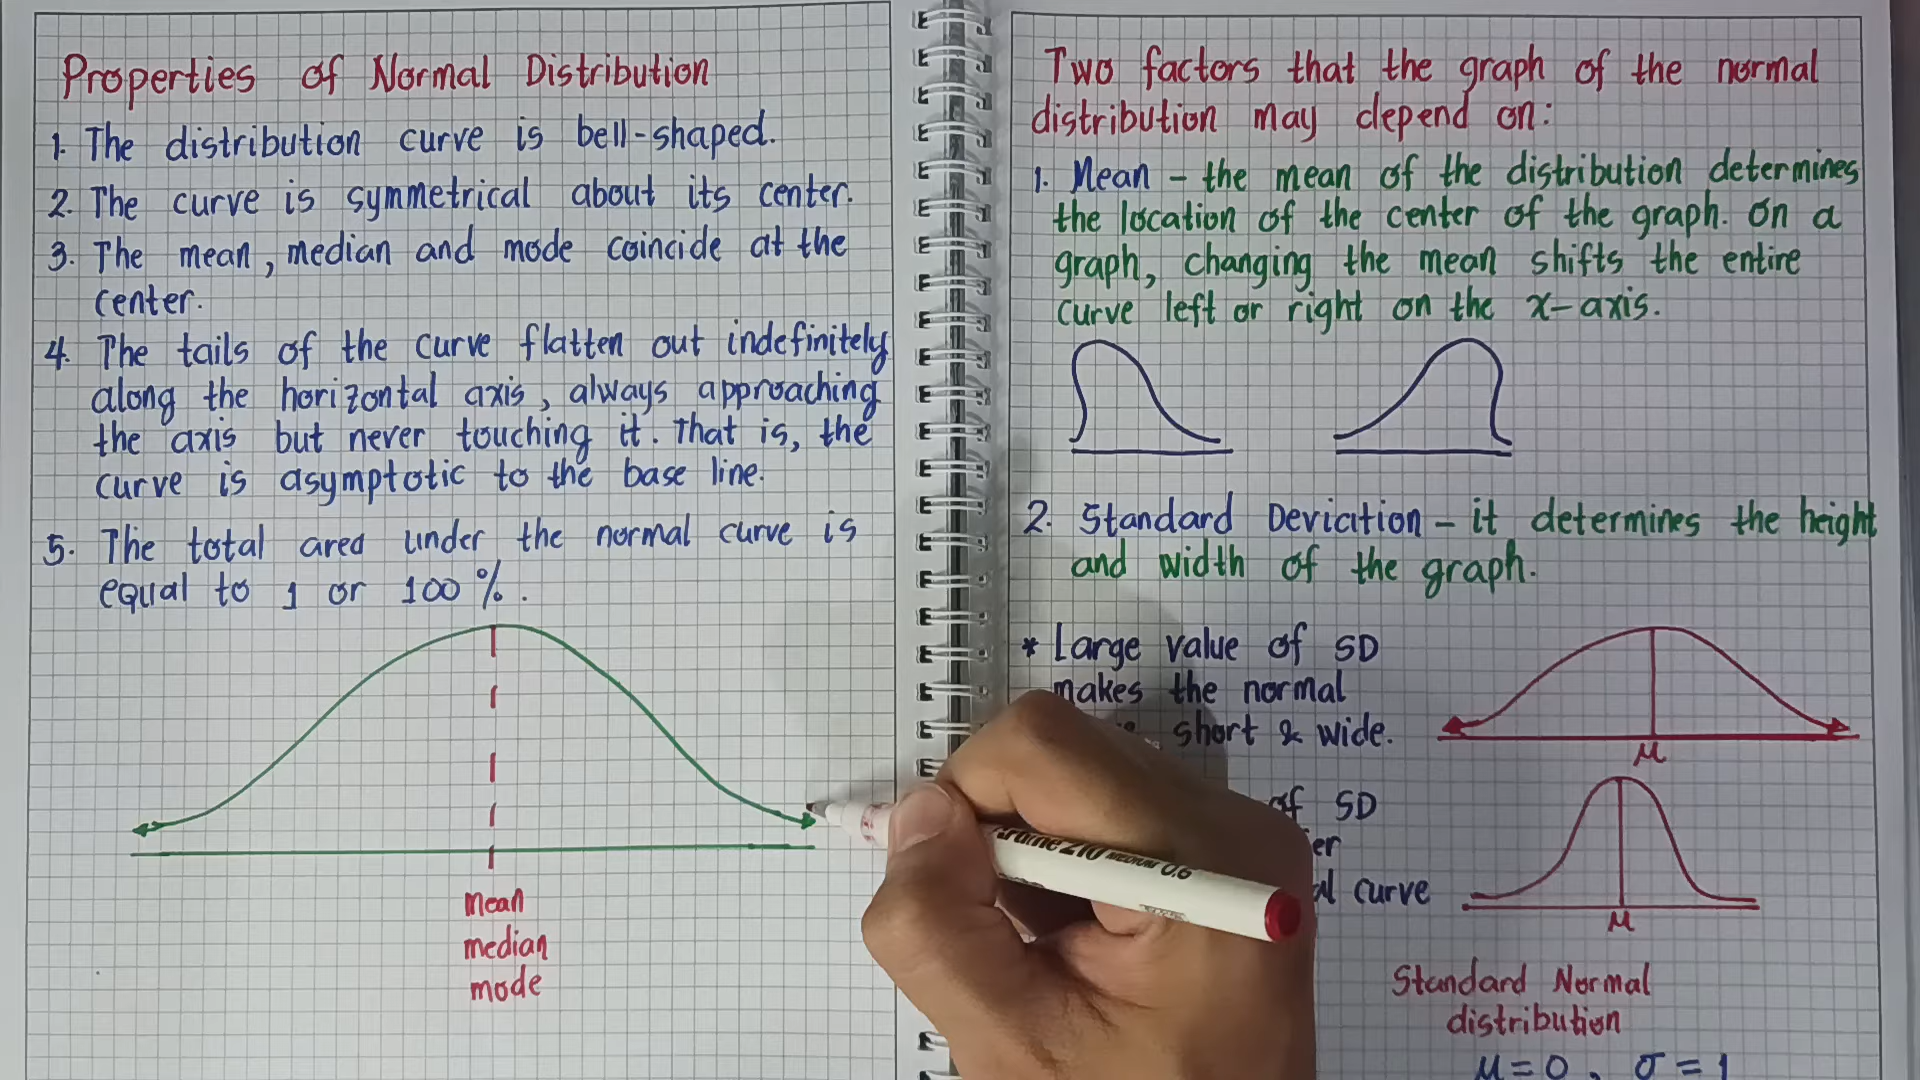 Properties of Normal Distribution
1. The distribution curve is bell-shaped.
2. The curve is symmetrical about its center.
3. The mean, median and mode coincide at the
center.
4. The tails of the curve flatten out indefinitely
along the horizontal axis, always approaching
the axis but never touching it. That is, the
curve is asymptotic to the base line.
5. The total area under the normal curve is
equal to 1 or 100%.
mean
median
mode
Two factors that the graph of the normal
distribution may depend on:
1. Mean - the mean of the distribution determines
the location of the center of the graph. On a
graph, changing the mean shifts the entire
curve left or right on the x-axis.
2. Standard Deviation - it determines the height
and width of the graph.
* Large value of SD
makes the normal
short & wide.
μ
of SD
er
al curve
μ
Standard Normal
distribution
μ = 0, σ = 1
MEDIUM 0.6